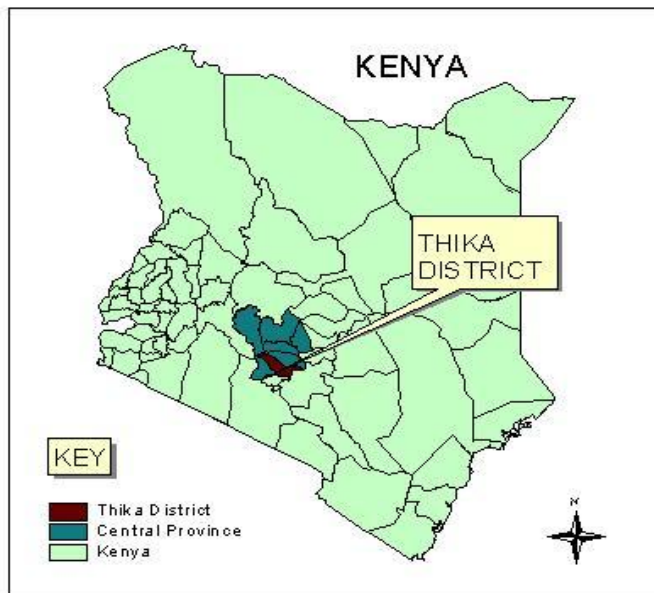 KENYA
THIKA
DISTRICT
KEY
Thika District
Central Province
Kenya
N